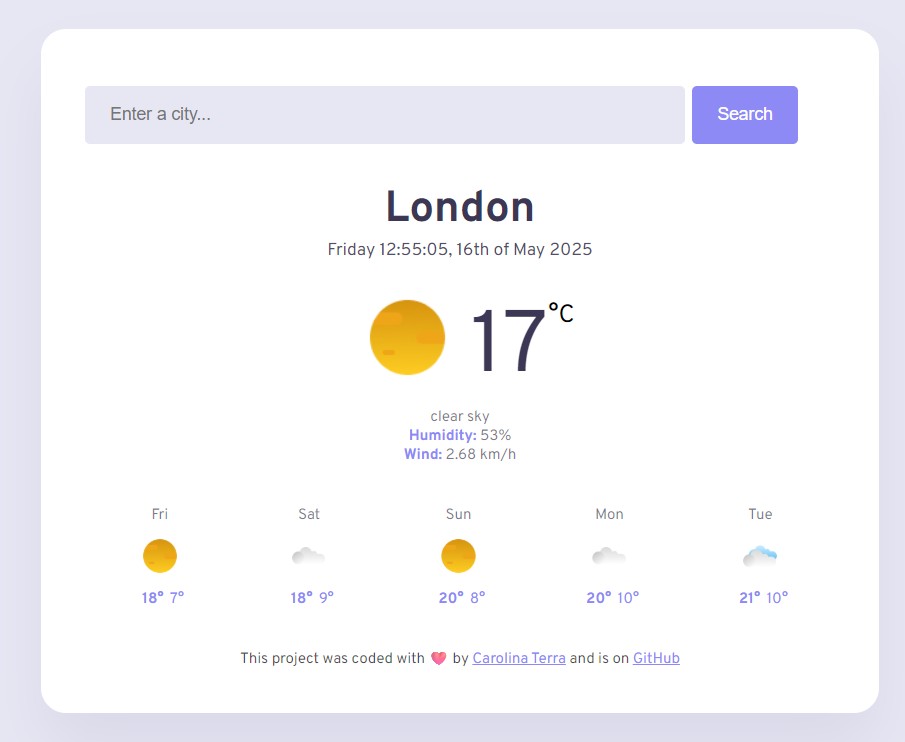 Enter a city...
Search
London
Friday 12:55:05, 16th of May 2025
17°C
clear sky
Humidity: 53%
Wind: 2.68 km/h
Fri Sat Sun Mon Tue
18° 7° 18° 9° 20° 8° 20° 10° 21° 10°
This project was coded with 💗 by Carolina Terra and is on GitHub